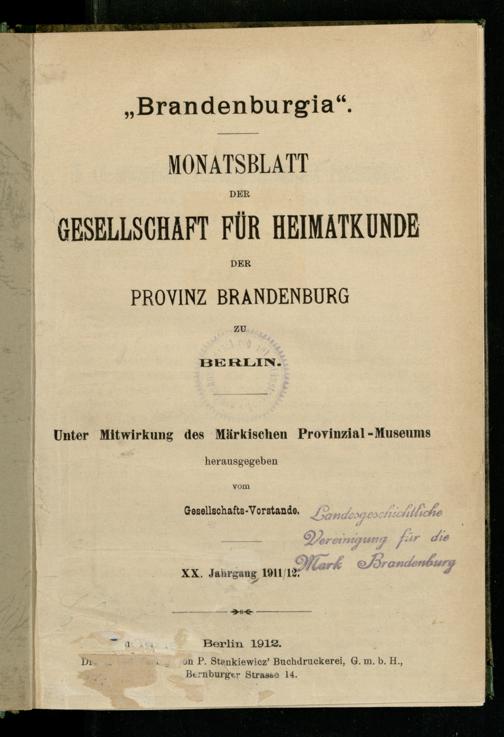 „Brandenburgia“.
MONATSBLATT
DER
GESELLSCHAFT FÜR HEIMATKUNDE
DER
PROVINZ BRANDENBURG
ZU
BERLIN.
Unter Mitwirkung des Märkischen Provinzial-Museums
herausgegeben
vom
Gesellschafts-Vorstande.
Landesgeschichtliche
Vereinigung für die
Mark Brandenburg
XX. Jahrgang 1911/12.
Berlin 1912.
von P. Stankiewicz' Buchdruckerei, G. m. b. H.,
Bernburger Strasse 14.